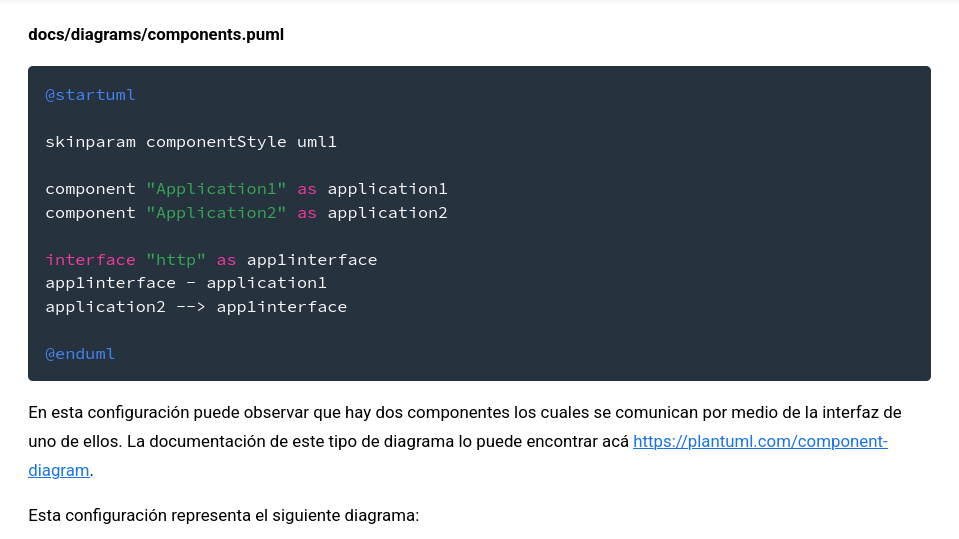 docs/diagrams/components.puml
@startuml
skinparam componentStyle uml1
component "Application1" as application1
component "Application2" as application2
interface "http" as app1interface
app1interface - application1
application2 --> app1interface
@enduml
En esta configuración puede observar que hay dos componentes los cuales se comunican por medio de la interfaz de
uno de ellos. La documentación de este tipo de diagrama lo puede encontrar acá https://plantuml.com/component-
diagram.
Esta configuración representa el siguiente diagrama: